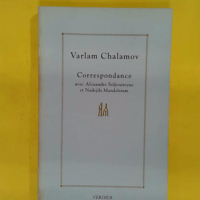 Varlam Chalamov
Correspondance
avec Alexandre Soljenitsyne
et Nadejda Mandelstam
VERDIER